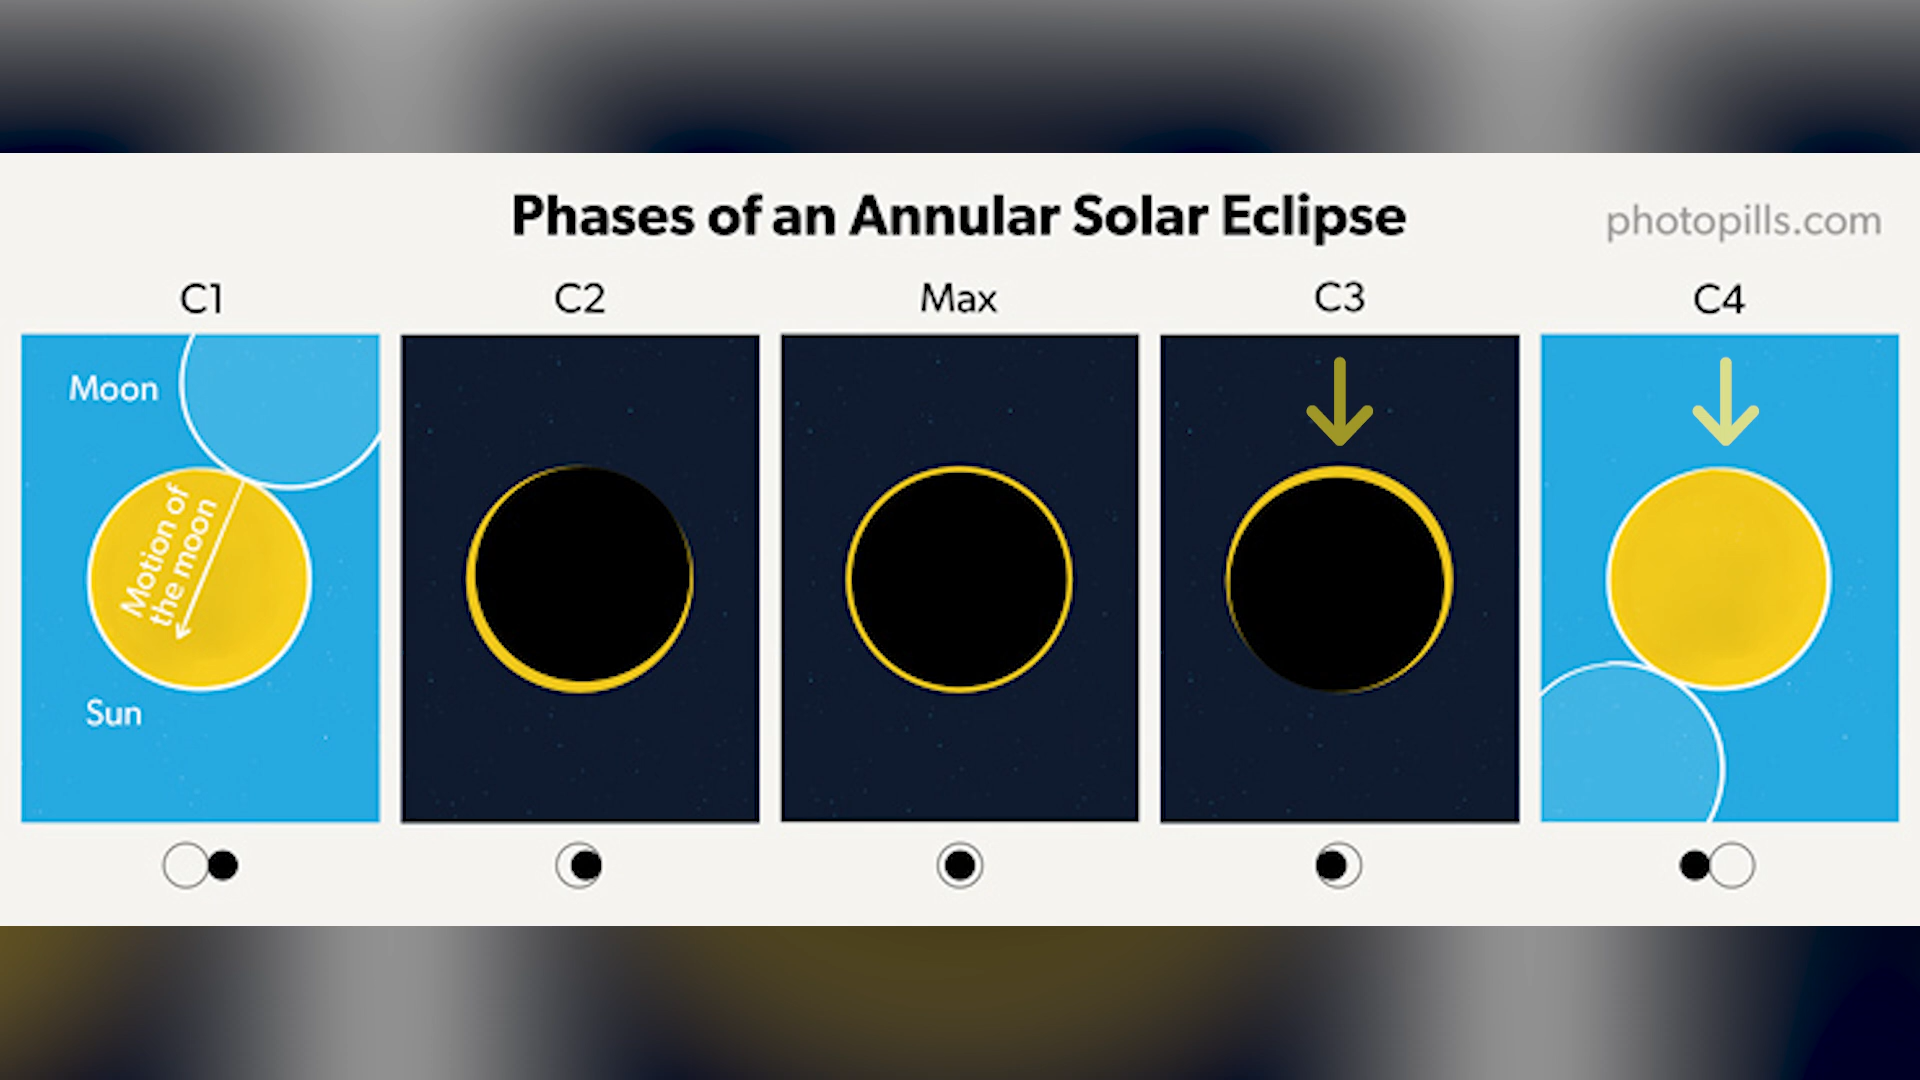 Phases of an Annular Solar Eclipse
photopills.com
C1
C2
Max
C3
C4
Moon
Motion of
the moon
Sun